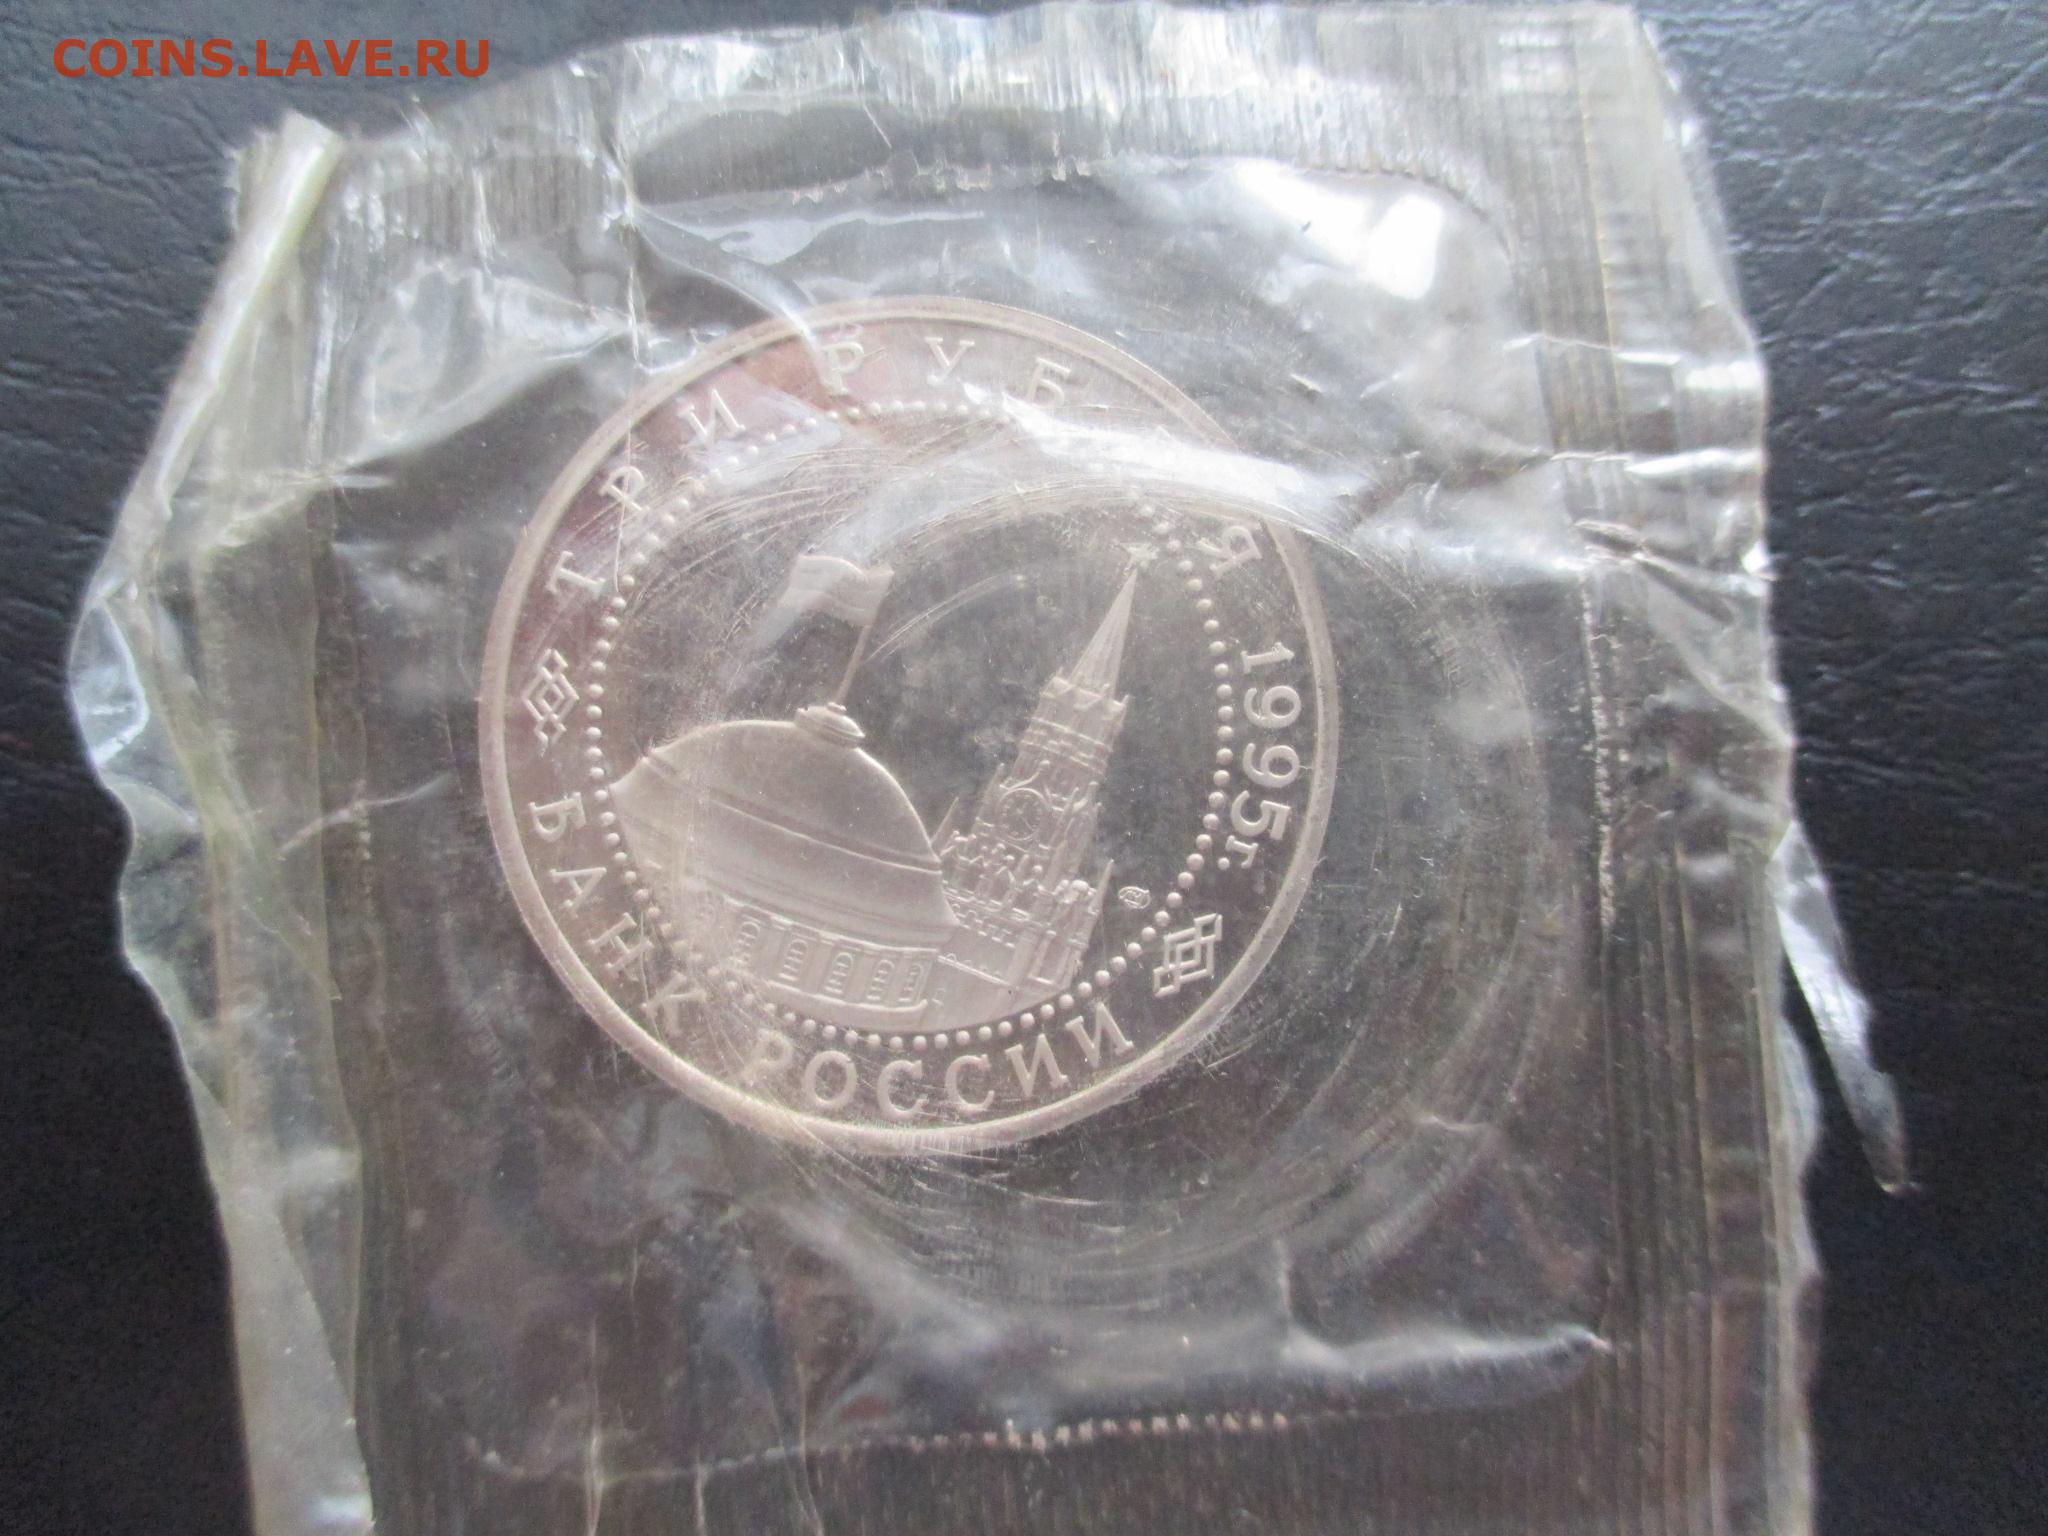 COINS.LAVE.RU
ТРИ РУБЛЯ 1995г.
БАНК РОССИИ